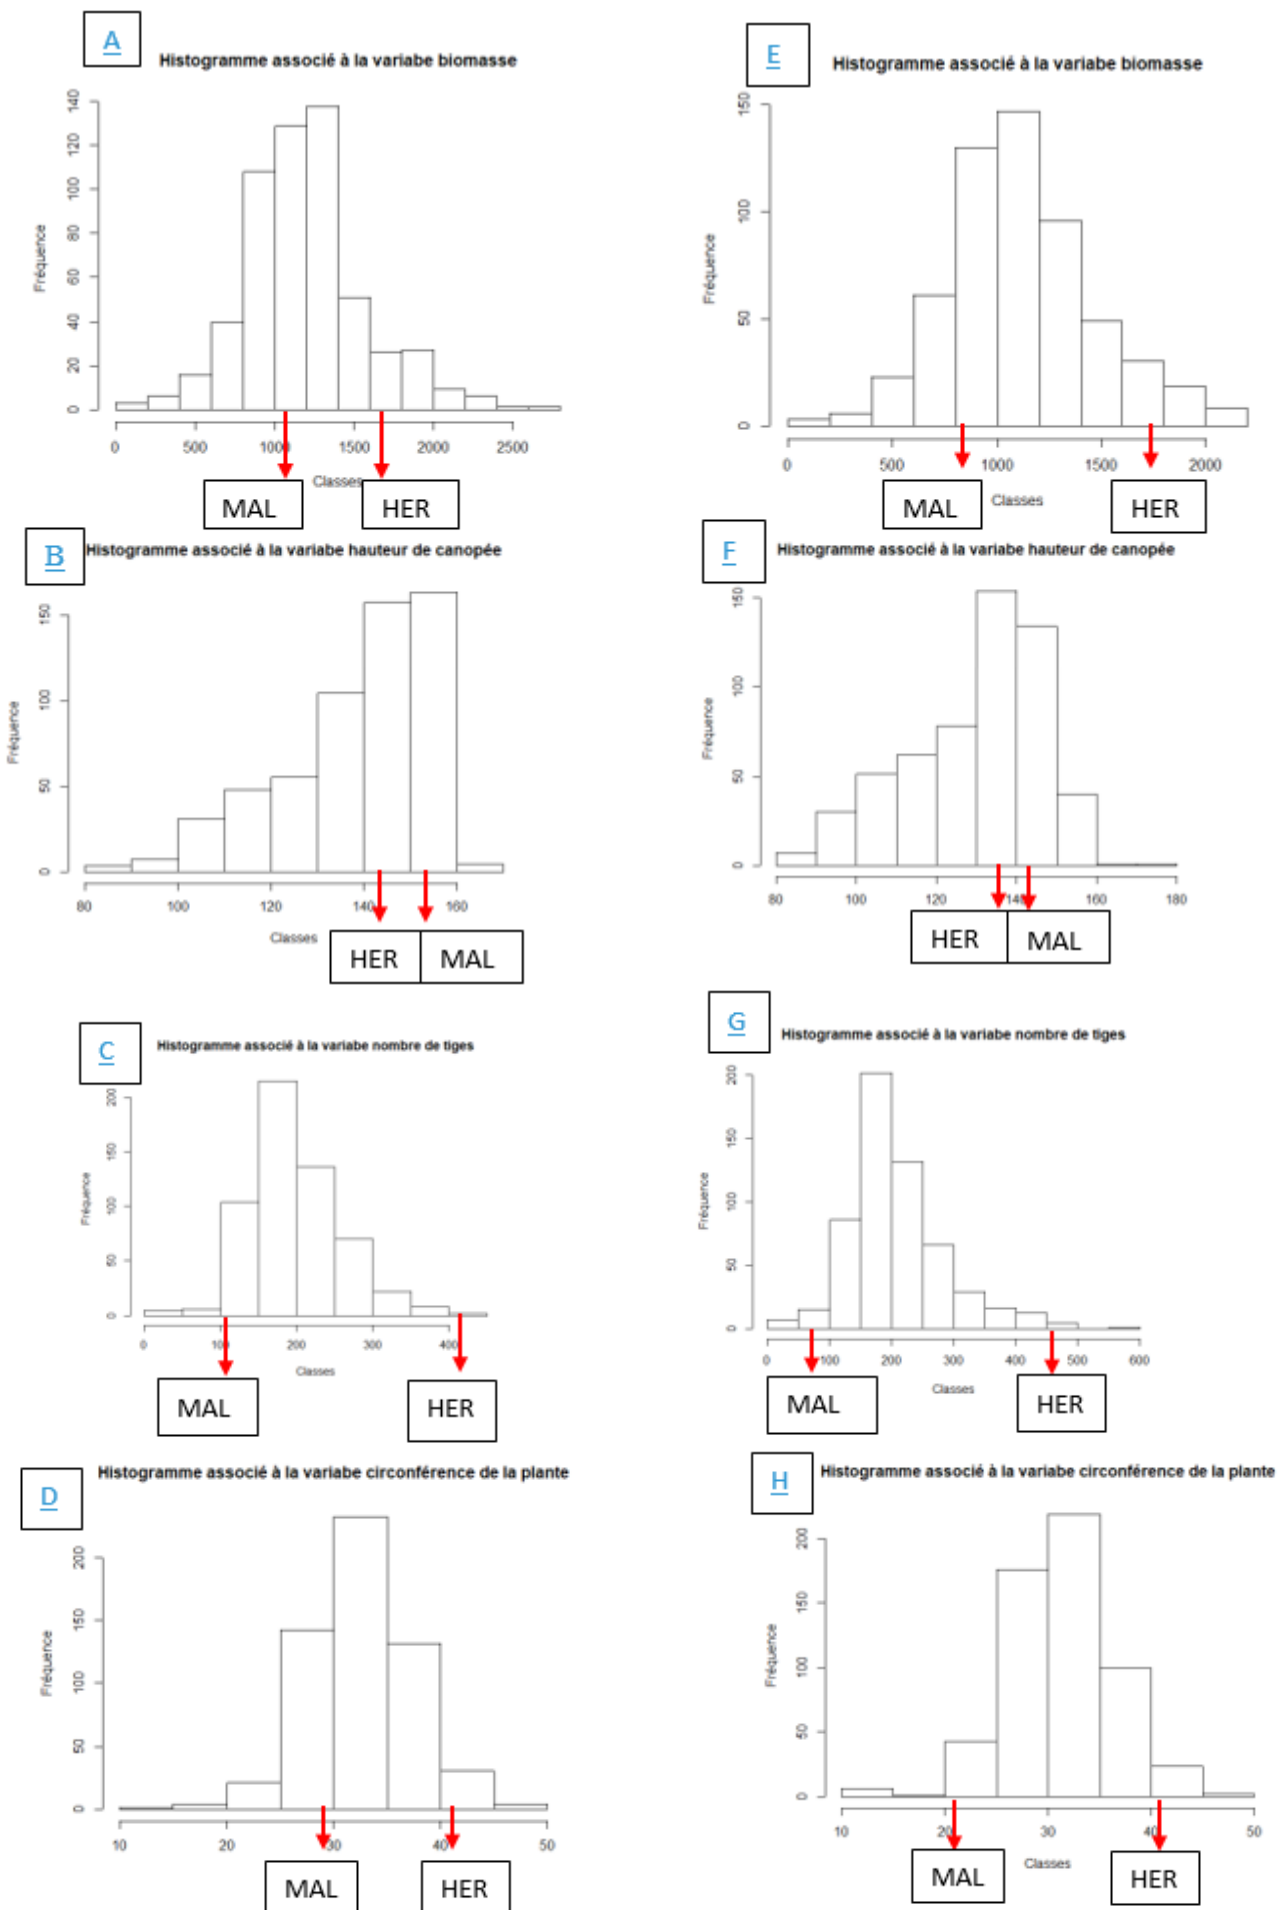 A
Histogramme associé à la variabe biomasse
Fréquence
0 20 40 60 80 100 120 140
0 500 1000 1500 2000 2500
Classes
MAL HER
E
Histogramme associé à la variabe biomasse
Fréquence
0 50 100 150
0 500 1000 1500 2000
Classes
MAL HER
B
Histogramme associé à la variabe hauteur de canopée
Fréquence
0 50 100 150
80 100 120 140 160
Classes
HER MAL
F
Histogramme associé à la variabe hauteur de canopée
Fréquence
0 50 100 150
80 100 120 140 160 180
HER MAL
C
Histogramme associé à la variabe nombre de tiges
Fréquence
0 50 100 150 200
0 100 200 300 400
Classes
MAL HER
G
Histogramme associé à la variabe nombre de tiges
Fréquence
0 50 100 150 200
0 100 200 300 400 500 600
Classes
MAL HER
D
Histogramme associé à la variabe circonférence de la plante
Fréquence
0 50 100 150 200
10 20 30 40 50
MAL HER
H
Histogramme associé à la variabe circonférence de la plante
Fréquence
0 50 100 150 200
10 20 30 40 50
Classes
MAL HER